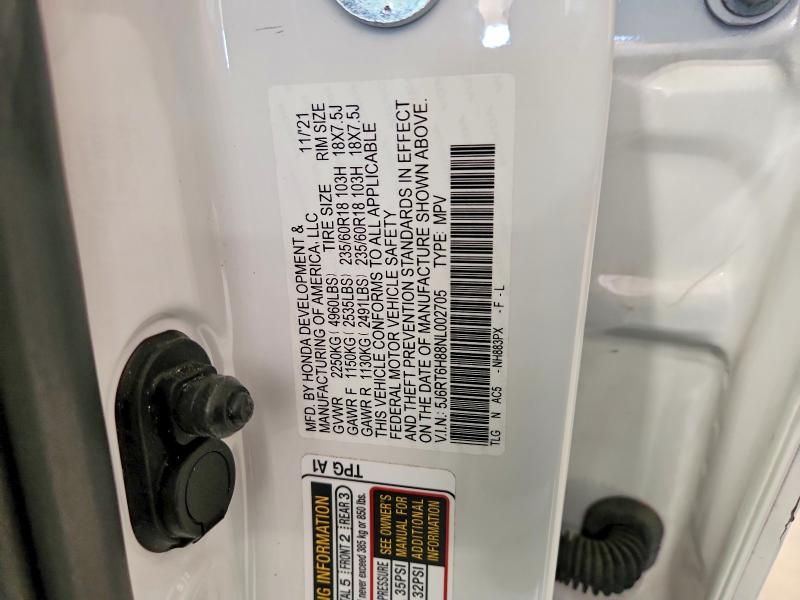 MFD. BY HONDA DEVELOPMENT &
MANUFACTURING OF AMERICA, LLC 11/'21
TIRE SIZE RIM SIZE
GVWR 2250KG( 4960LBS) 235/60R18 103H 18X7.5J
GAWR F 1150KG( 2535LBS) 235/60R18 103H 18X7.5J
GAWR R 1130KG( 2491LBS)
THIS VEHICLE CONFORMS TO ALL APPLICABLE
FEDERAL MOTOR VEHICLE SAFETY
AND THEFT PREVENTION STANDARDS IN EFFECT
ON THE DATE OF MANUFACTURE SHOWN ABOVE.
V.I.N.: 5J6RT6H88NL002705 TYPE: MPV
TLG N AC5 -NH883PX -F-L
TPG A1
INFORMATION
5 FRONT 2 REAR 3
never exceed 385 kg or 850 lbs.
PRESSURE
35PSI
32PSI
SEE OWNER'S
MANUAL FOR
ADDITIONAL
INFORMATION